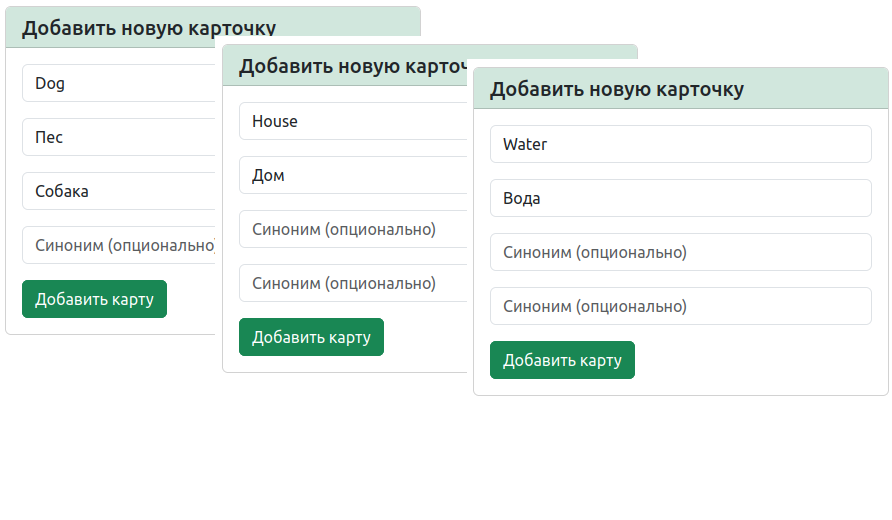 Добавить новую карточку
Dog
Пес
Собака
Синоним (опционально)
Добавить карту
Добавить новую карточ
House
Дом
Синоним (опционально)
Синоним (опционально)
Добавить карту
Добавить новую карточку
Water
Вода
Синоним (опционально)
Синоним (опционально)
Добавить карту